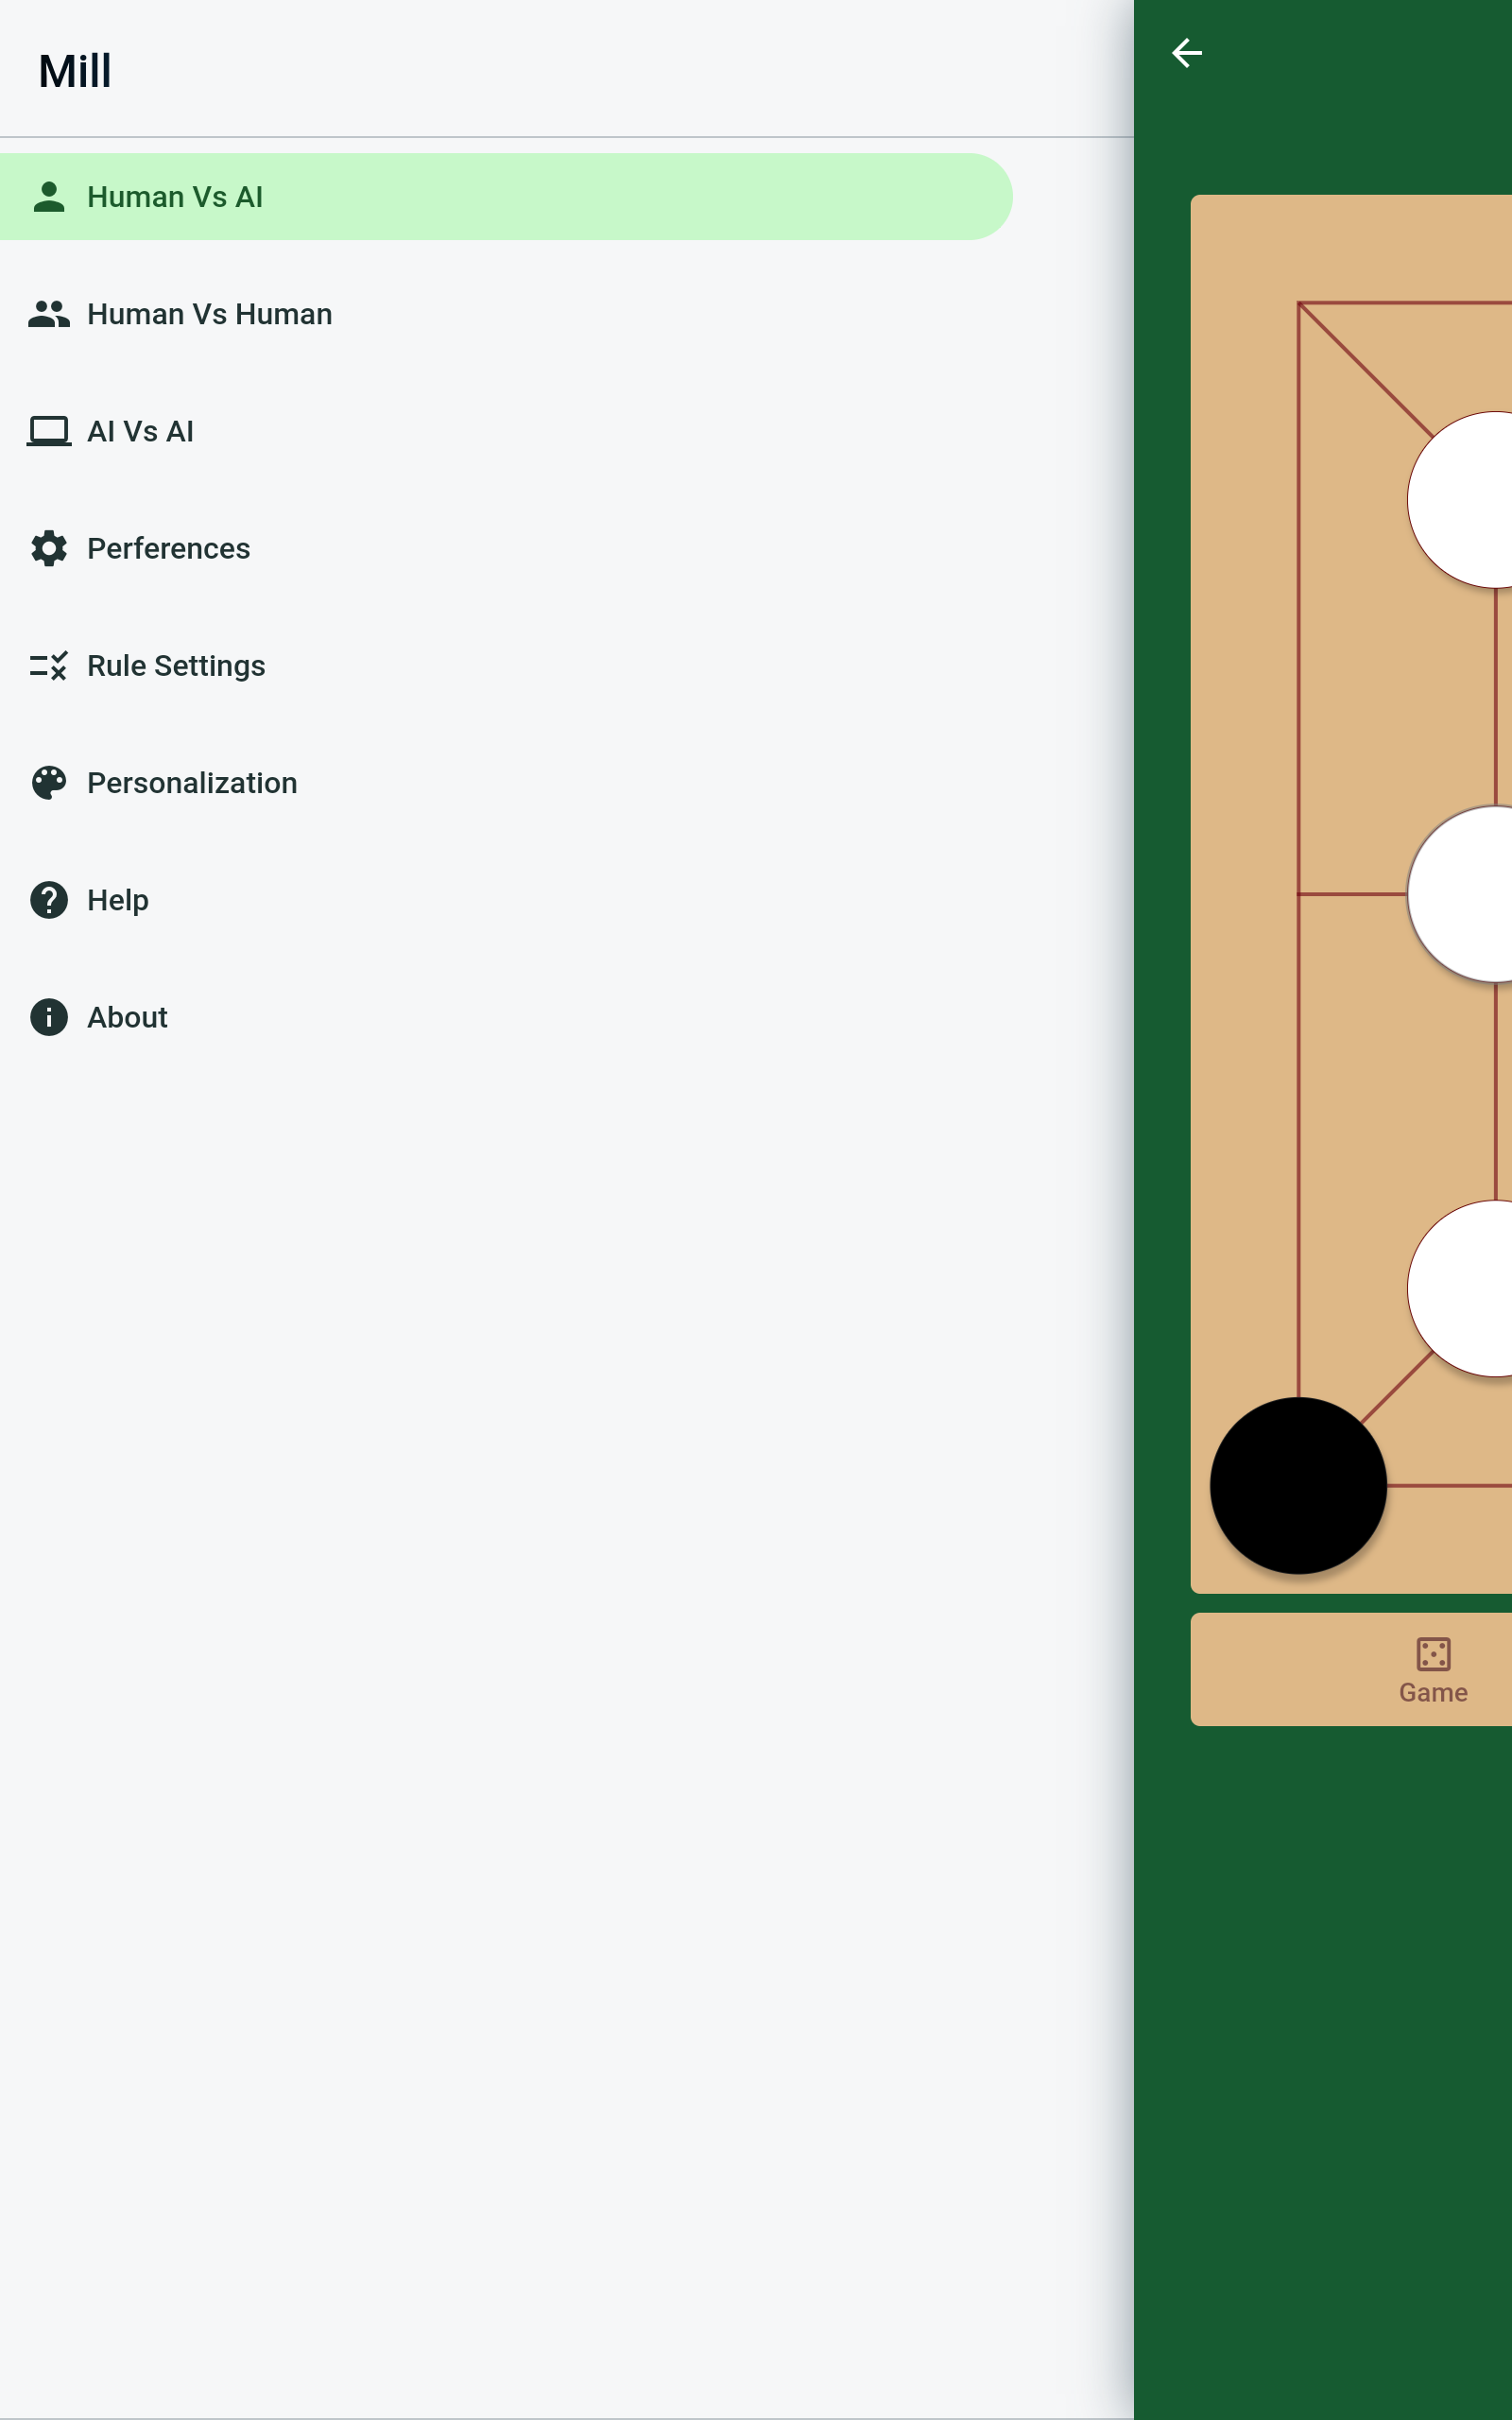 Mill
Human Vs AI
Human Vs Human
AI Vs AI
Perferences
Rule Settings
Personalization
Help
About
Game